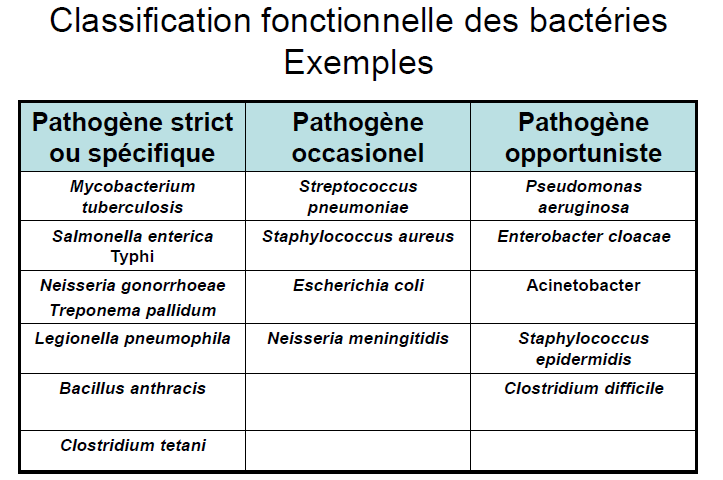 Classification fonctionnelle des bactéries
Exemples
Pathogène strict
ou spécifique
Pathogène
occasionel
Pathogène
opportuniste
Mycobacterium
tuberculosis
Streptococcus
pneumoniae
Pseudomonas
aeruginosa
Salmonella enterica
Typhi
Staphylococcus aureus
Enterobacter cloacae
Neisseria gonorrhoeae
Treponema pallidum
Escherichia coli
Acinetobacter
Legionella pneumophila
Neisseria meningitidis
Staphylococcus
epidermidis
Bacillus anthracis
Clostridium difficile
Clostridium tetani